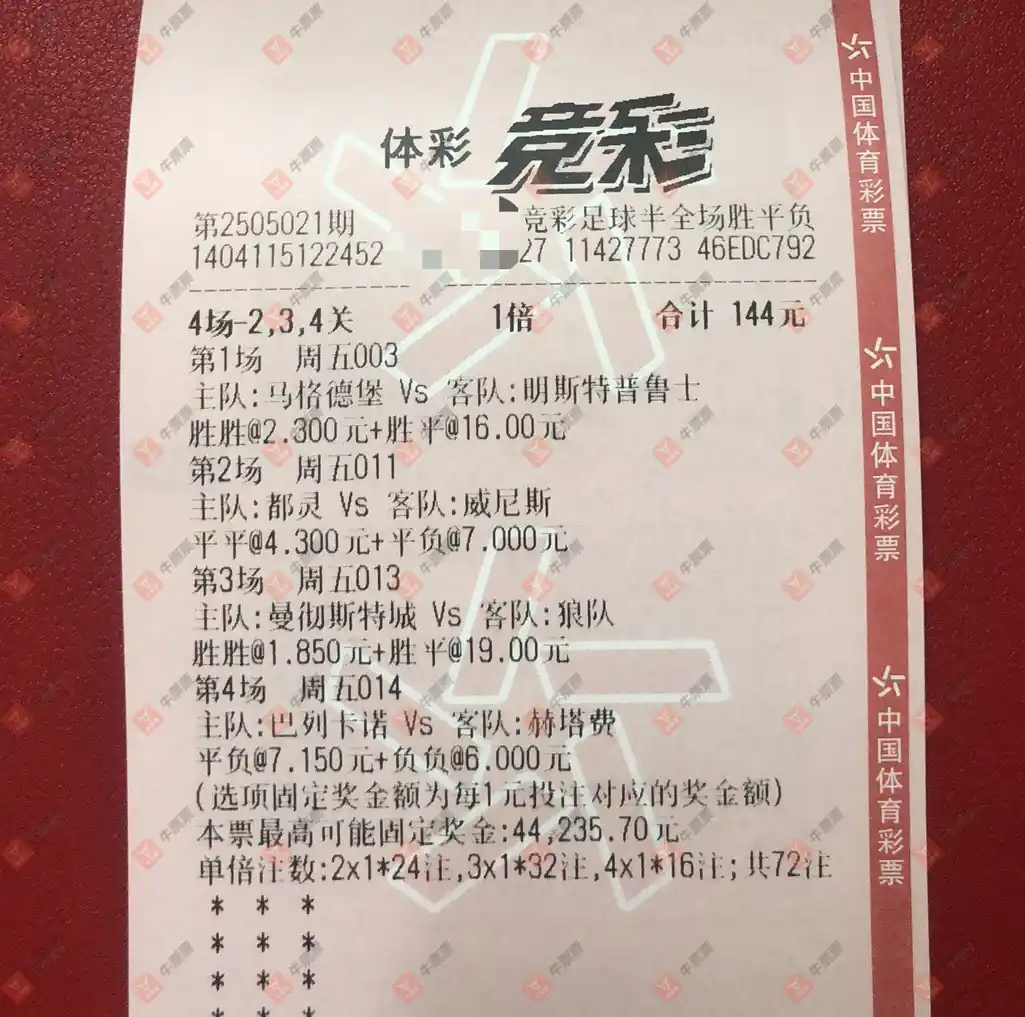 体彩 竞彩
第2505021期 竞彩足球半全场胜平负
1404115122452 27 11427773 46EDC792
4场-2,3,4关 1倍 合计 144元
第1场 周五003
主队:马格德堡 Vs 客队:明斯特普鲁士
胜胜@2.300元+胜平@16.00元
第2场 周五011
主队:都灵 Vs 客队:威尼斯
平平@4.300元+平负@7.000元
第3场 周五013
主队:曼彻斯特城 Vs 客队:狼队
胜胜@1.850元+胜平@19.00元
第4场 周五014
主队:巴列卡诺 Vs 客队:赫塔费
平负@7.150元+负负@6.000元
(选项固定奖金额为每1元投注对应的奖金额)
本票最高可能固定奖金:44,235.70元
单倍注数:2x1*24注,3x1*32注,4x1*16注;共72注
* * *
* * *
* * *
* * *
中国体育彩票
中国体育彩票
中国体育彩票
牛票票